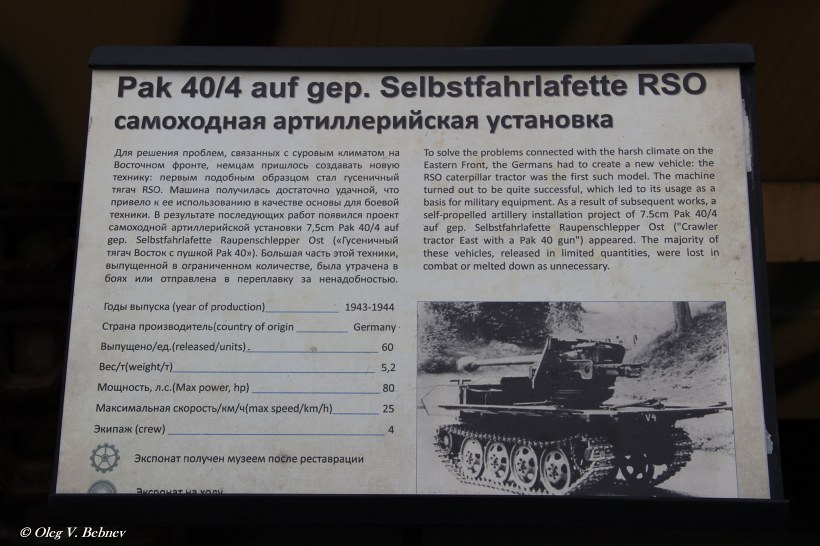 Pak 40/4 auf gep. Selbstfahrlafette RSO
самоходная артиллерийская установка
Для решения проблем, связанных с суровым климатом на
Восточном фронте, немцам пришлось создавать новую
технику: первым подобным образцом стал гусеничный
тягач RSO. Машина получилась достаточно удачной, что
привело к ее использованию в качестве основы для боевой
техники. В результате последующих работ появился проект
самоходной артиллерийской установки 7,5cm Pak 40/4 auf
gep. Selbstfahrlafette Raupenschlepper Ost («Гусеничный
тягач Восток с пушкой Pak 40»). Большая часть этой техники,
выпущенной в ограниченном количестве, была утрачена в
боях или отправлена в переплавку за ненадобностью.
To solve the problems connected with the harsh climate on the
Eastern Front, the Germans had to create a new vehicle: the
RSO caterpillar tractor was the first such model. The machine
turned out to be quite successful, which led to its usage as a
basis for military equipment. As a result of subsequent works, a
self-propelled artillery installation project of 7.5cm Pak 40/4
auf gep. Selbstfahrlafette Raupenschlepper Ost ("Crawler
tractor East with a Pak 40 gun") appeared. The majority of
these vehicles, released in limited quantities, were lost in
combat or melted down as unnecessary.
Годы выпуска (year of production) 1943-1944
Страна производитель(country of origin Germany
Выпущено/ед.(released/units) 60
Вес/т(weight/т) 5,2
Мощность, л.с.(Max power, hp) 80
Максимальная скорость/км/ч(max speed/km/h) 25
Экипаж (crew) 4
Экспонат получен музеем после реставрации
Экспонат на ходу
V4
© Oleg V. Bebnev